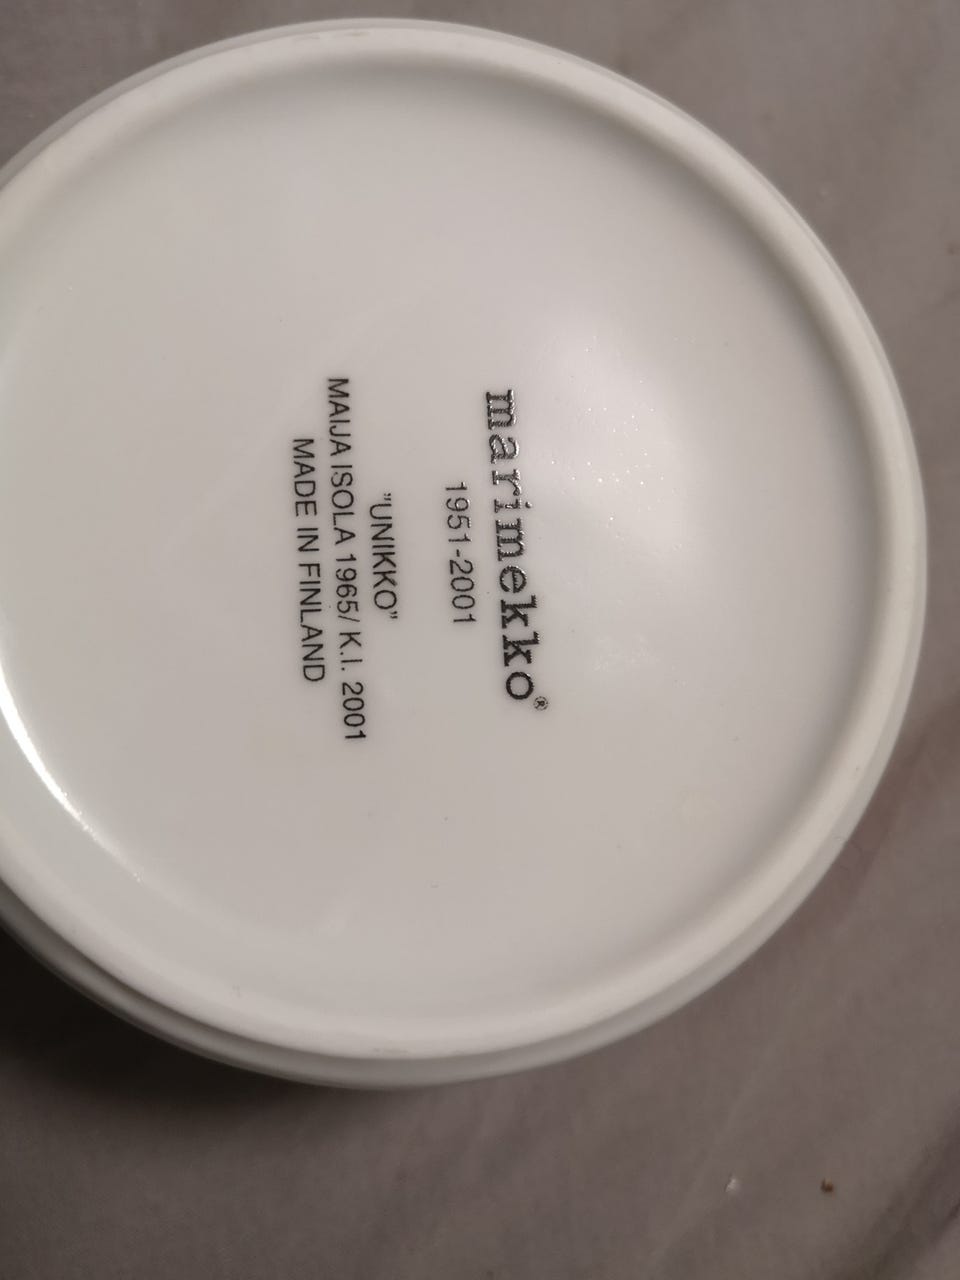 marimekko®
1951-2001
"UNIKKO"
MAIJA ISOLA 1965/ K.I. 2001
MADE IN FINLAND